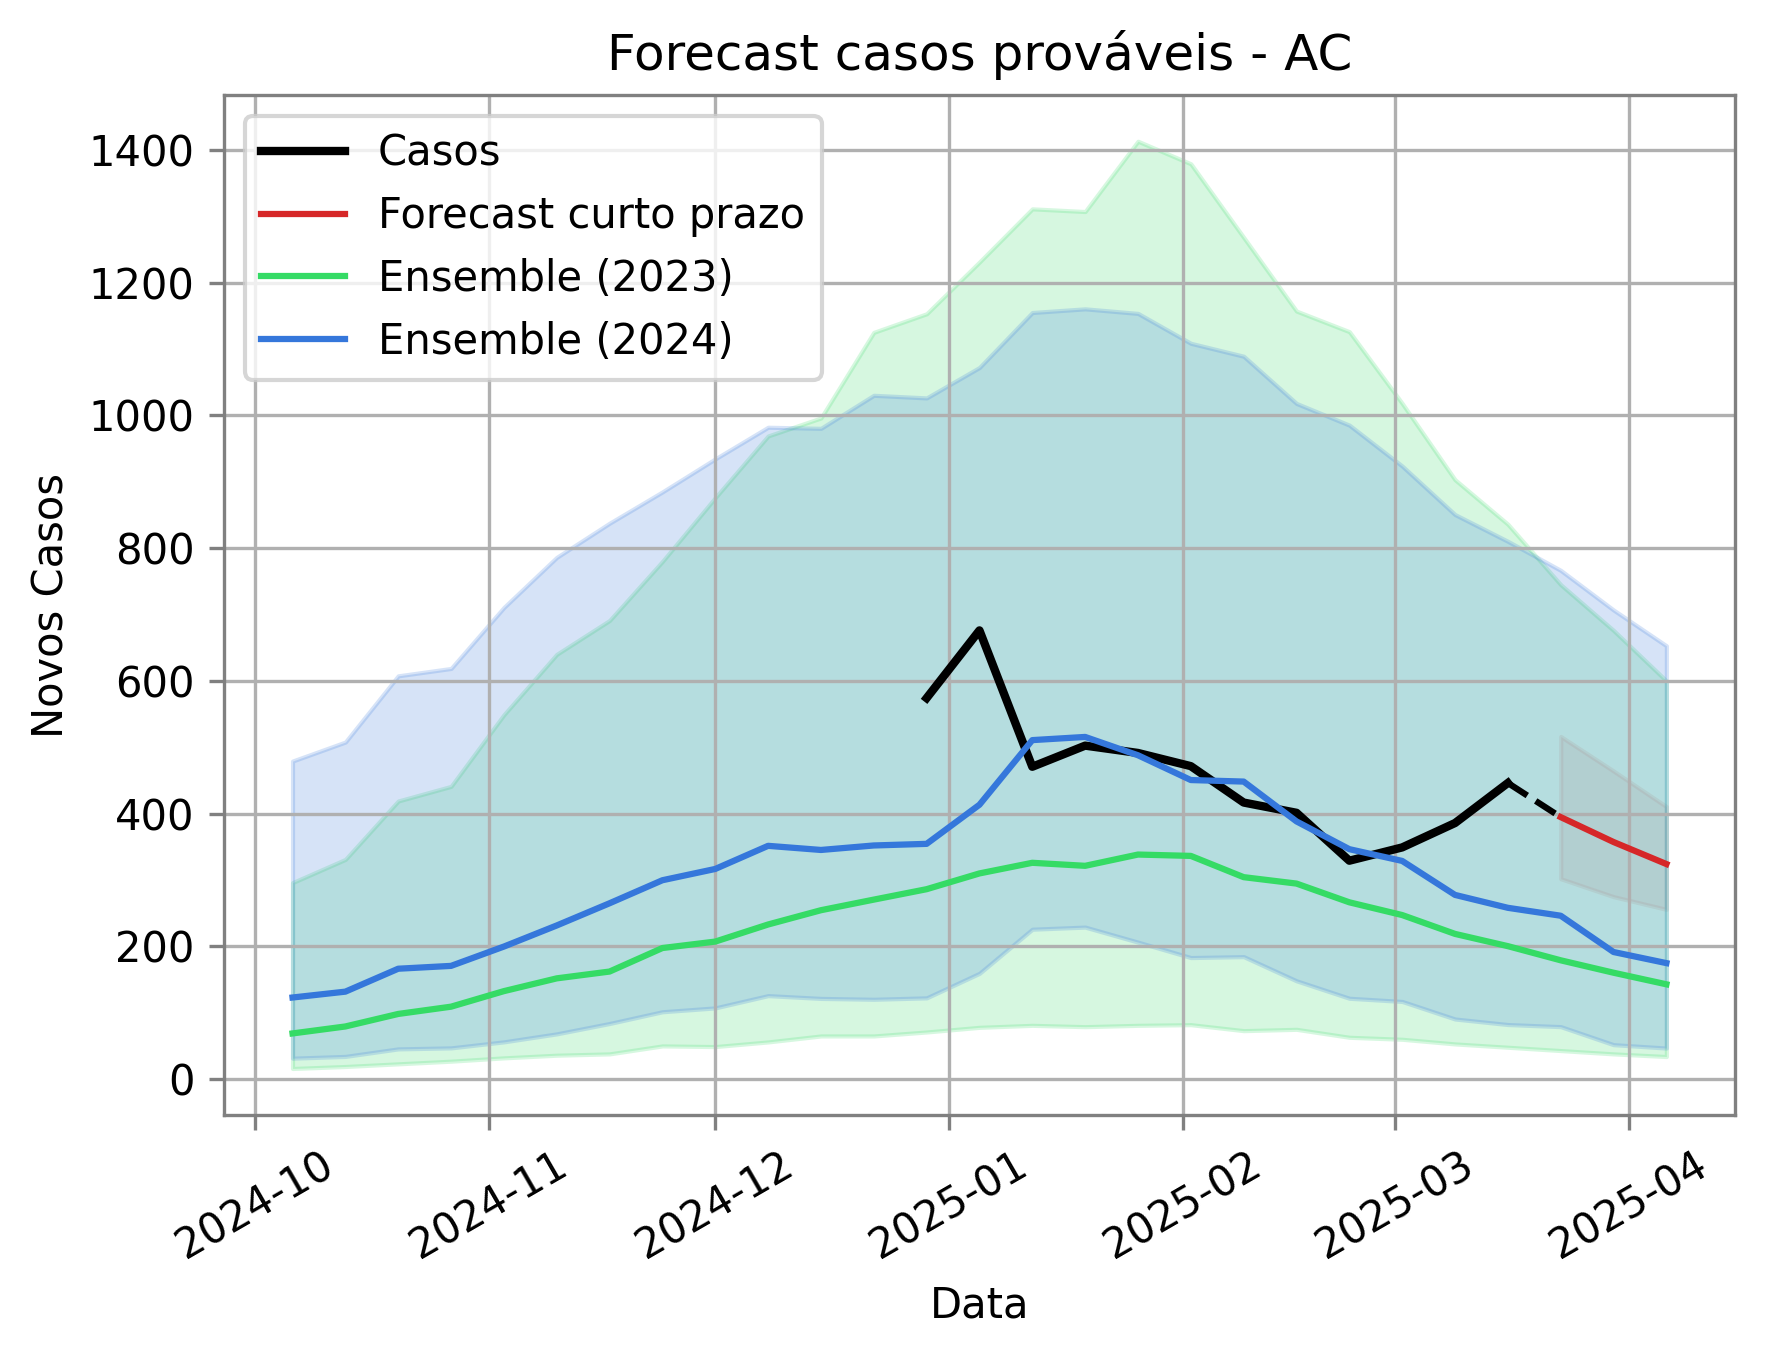 Forecast casos prováveis - AC
Casos
Forecast curto prazo
Ensemble (2023)
Ensemble (2024)
Novos Casos
1400
1200
1000
800
600
400
200
0
2024-10
2024-11
2024-12
2025-01
2025-02
2025-03
2025-04
Data